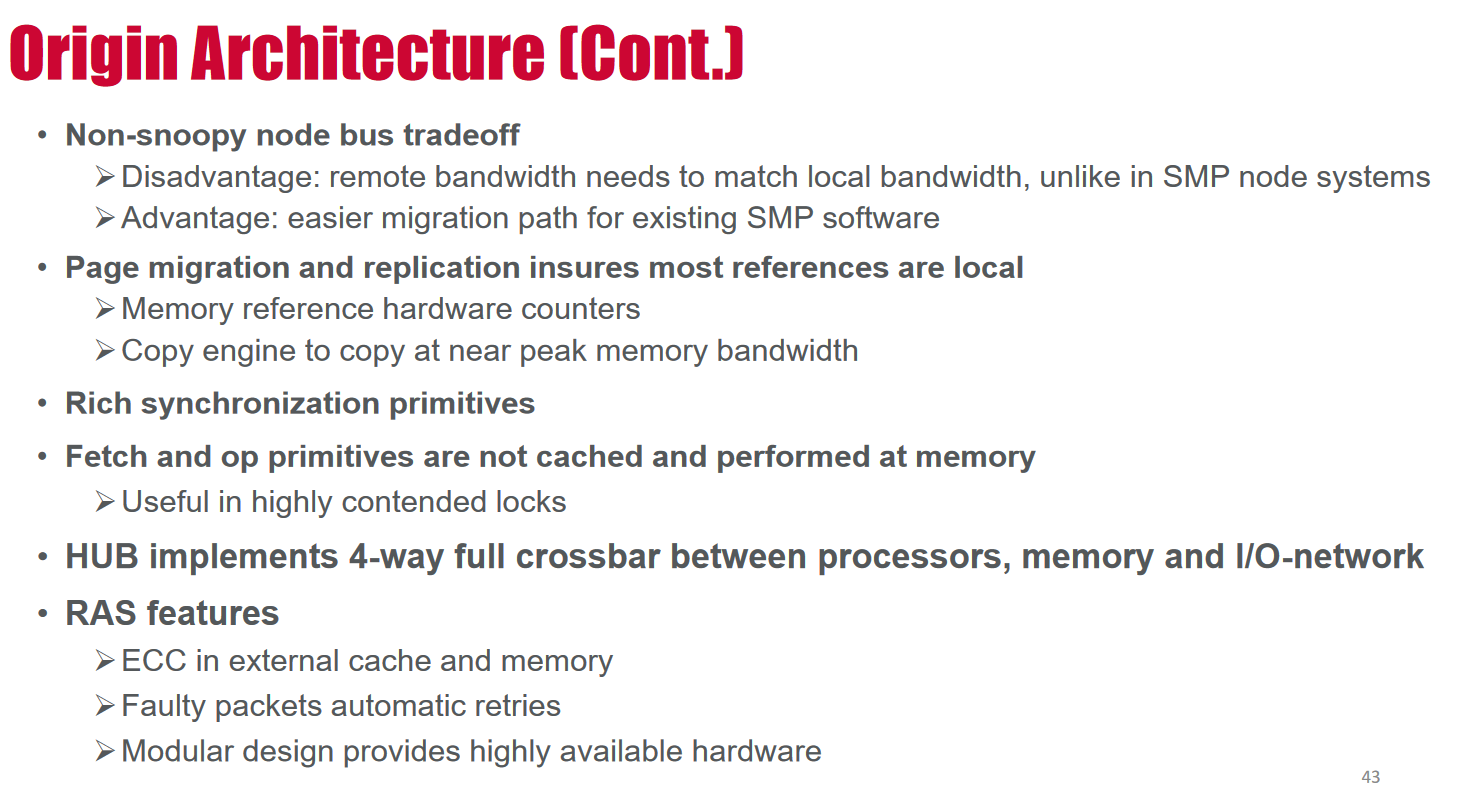 Origin Architecture (Cont.)
• Non-snoopy node bus tradeoff
➢ Disadvantage: remote bandwidth needs to match local bandwidth, unlike in SMP node systems
➢ Advantage: easier migration path for existing SMP software
• Page migration and replication insures most references are local
➢ Memory reference hardware counters
➢ Copy engine to copy at near peak memory bandwidth
• Rich synchronization primitives
• Fetch and op primitives are not cached and performed at memory
➢ Useful in highly contended locks
• HUB implements 4-way full crossbar between processors, memory and I/O-network
• RAS features
➢ ECC in external cache and memory
➢ Faulty packets automatic retries
➢ Modular design provides highly available hardware
43